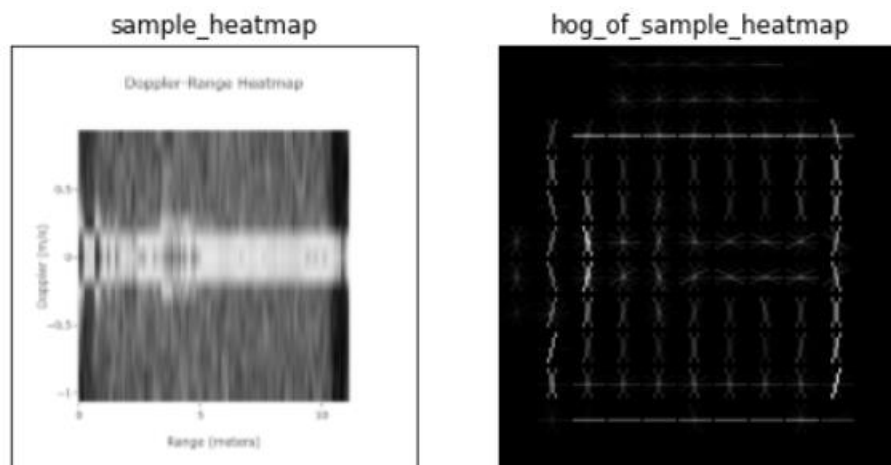 sample_heatmap
hog_of_sample_heatmap
Doppler-Range Heatmap
0.5
0
−0.5
−1
Doppler (m/s)
0
5
10
Range (meters)